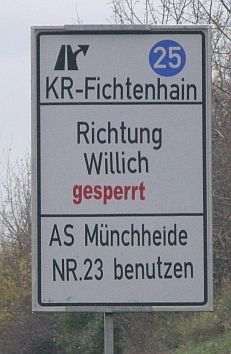 25
KR-Fichtenhain
Richtung
Willich
gesperrt
AS Münchheide
NR.23 benutzen